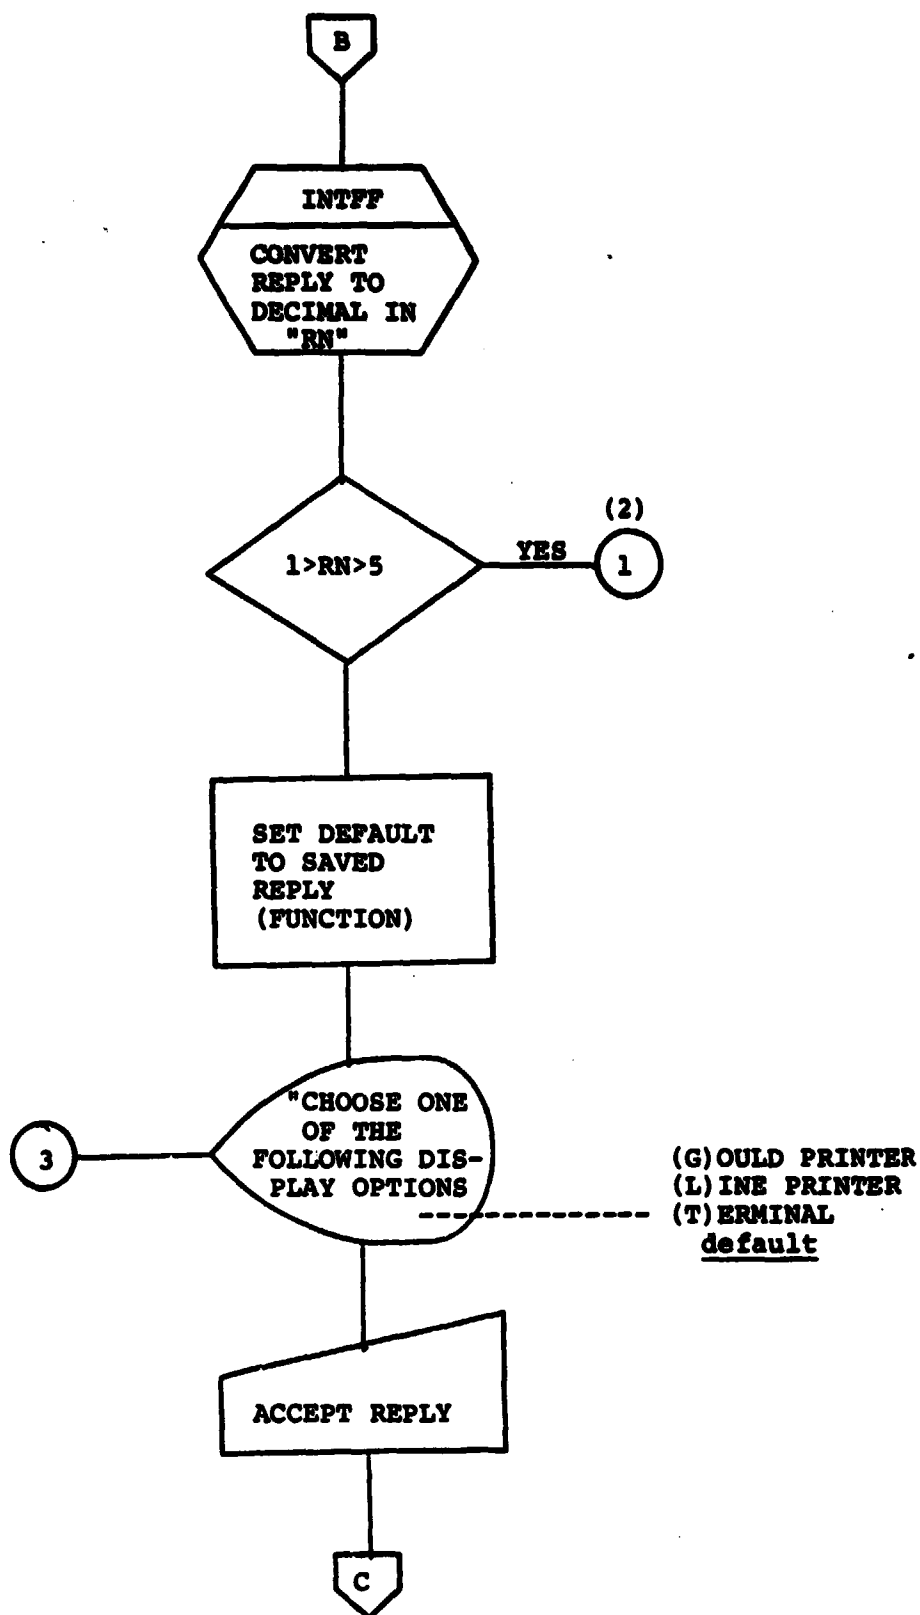 B
INTFF
CONVERT
REPLY TO
DECIMAL IN
"RN"
(2)
1>RN>5
YES
1
SET DEFAULT
TO SAVED
REPLY
(FUNCTION)
"CHOOSE ONE
OF THE
FOLLOWING DIS-
PLAY OPTIONS
3
(G)OULD PRINTER
(L)INE PRINTER
(T)ERMINAL
default
ACCEPT REPLY
C